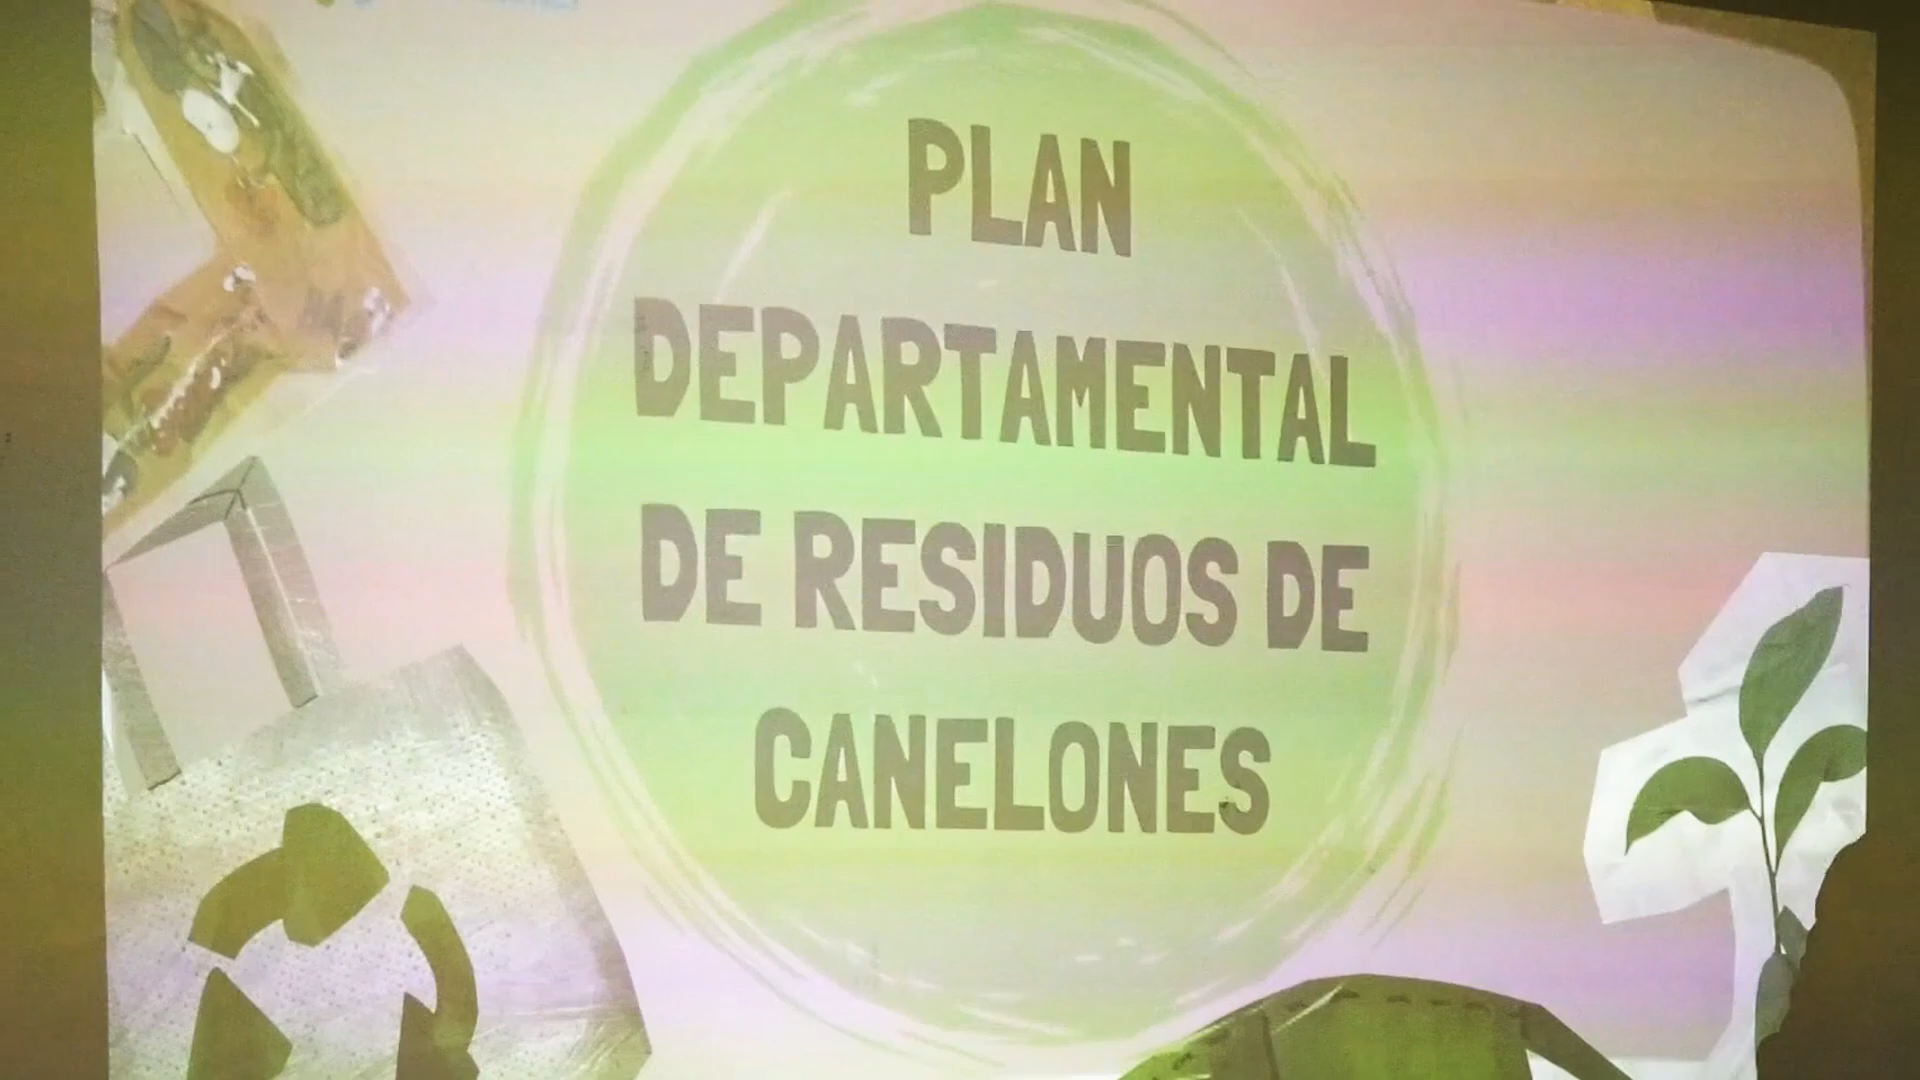 PLAN
DEPARTAMENTAL
DE RESIDUOS DE
CANELONES